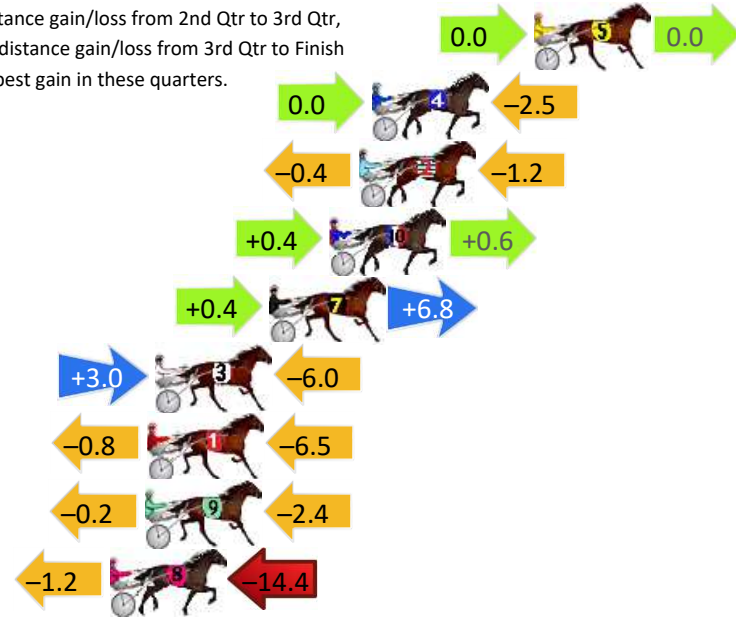 tance gain/loss from 2nd Qtr to 3rd Qtr,
distance gain/loss from 3rd Qtr to Finish
best gain in these quarters.
0.0 5 0.0
0.0 4 –2.5
–0.4 –1.2
+0.4 10 +0.6
+0.4 7 +6.8
+3.0 3 –6.0
–0.8 1 –6.5
–0.2 9 –2.4
–1.2 8 –14.4